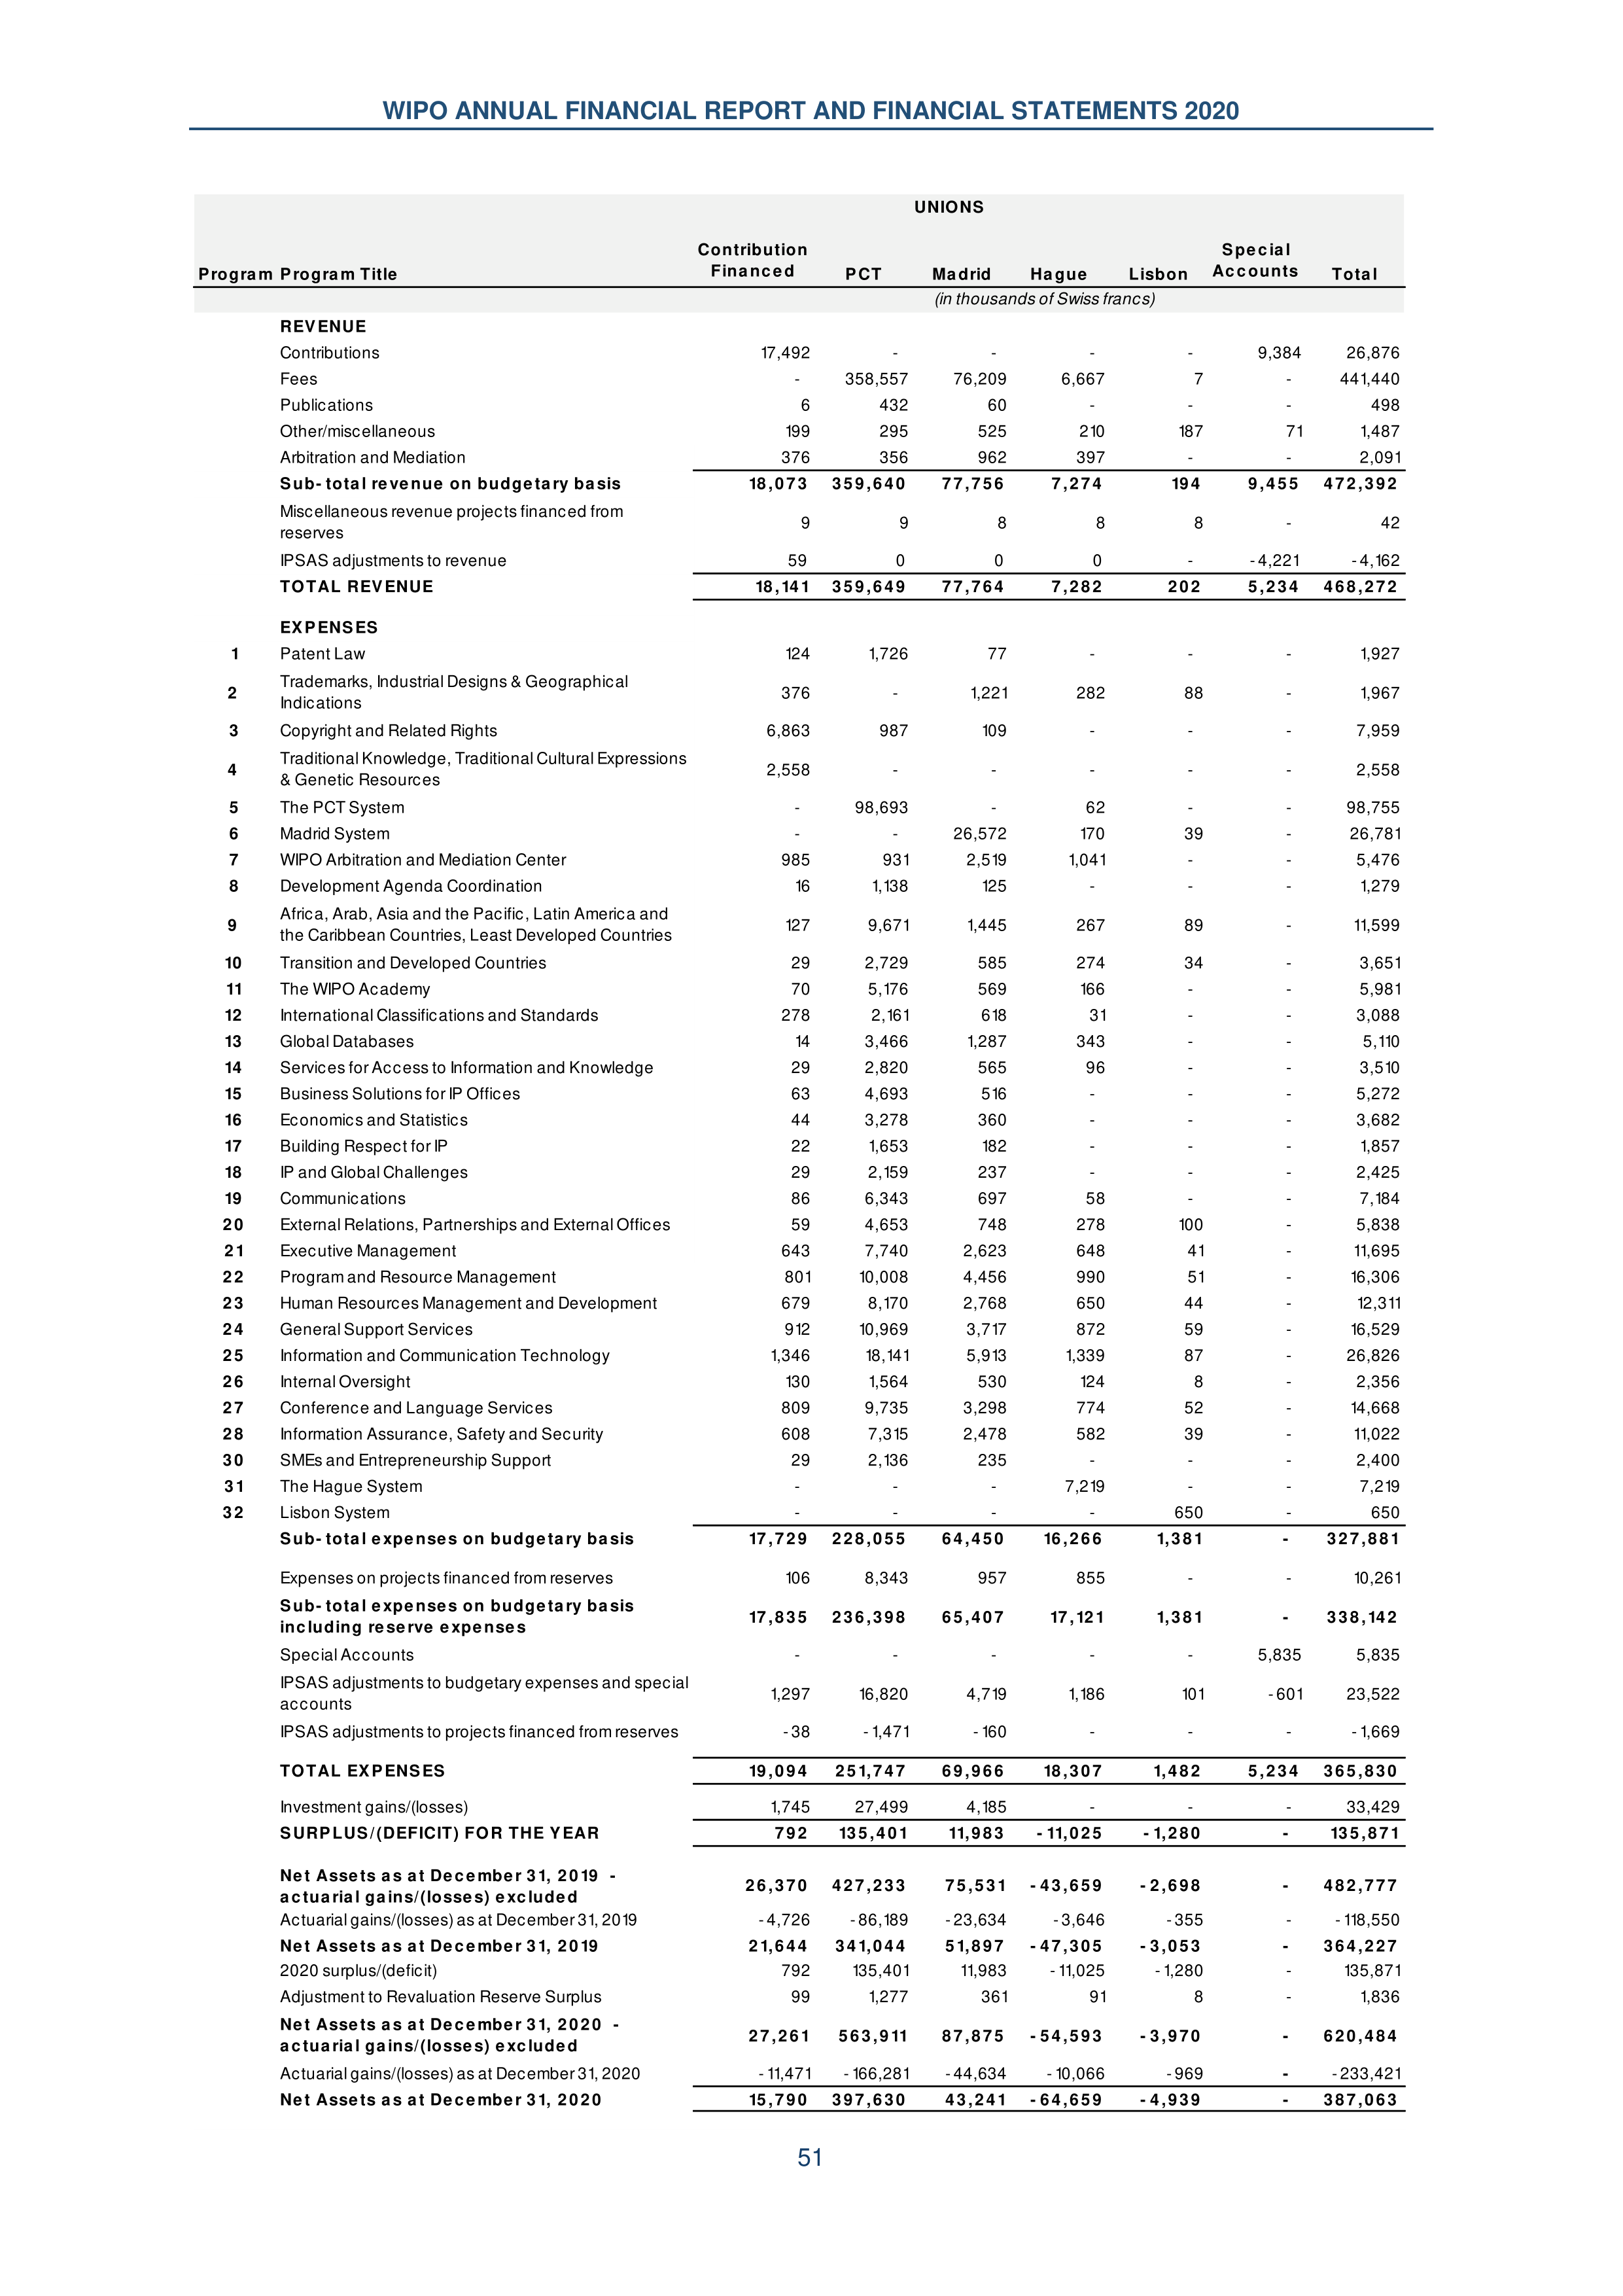 WIPO ANNUAL FINANCIAL REPORT AND FINANCIAL STATEMENTS 2020
UNIONS
Program Program Title Contribution Financed PCT Madrid Hague Lisbon Special Accounts Total
(in thousands of Swiss francs)
REVENUE
Contributions 17,492 - - - - 9,384 26,876
Fees - 358,557 76,209 6,667 7 - 441,440
Publications 6 432 60 - - - 498
Other/miscellaneous 199 295 525 210 187 71 1,487
Arbitration and Mediation 376 356 962 397 - - 2,091
Sub- total revenue on budgetary basis 18,073 359,640 77,756 7,274 194 9,455 472,392
Miscellaneous revenue projects financed from
reserves 9 9 8 8 8 - 42
IPSAS adjustments to revenue 59 0 0 0 - -4,221 -4,162
TOTAL REVENUE 18,141 359,649 77,764 7,282 202 5,234 468,272
EXPENSES
1 Patent Law 124 1,726 77 - - - 1,927
2 Trademarks, Industrial Designs & Geographical
Indications 376 - 1,221 282 88 - 1,967
3 Copyright and Related Rights 6,863 987 109 - - - 7,959
4 Traditional Knowledge, Traditional Cultural Expressions
& Genetic Resources 2,558 - - - - - 2,558
5 The PCT System - 98,693 - 62 - - 98,755
6 Madrid System - - 26,572 170 39 - 26,781
7 WIPO Arbitration and Mediation Center 985 931 2,519 1,041 - - 5,476
8 Development Agenda Coordination 16 1,138 125 - - - 1,279
9 Africa, Arab, Asia and the Pacific, Latin America and
the Caribbean Countries, Least Developed Countries 127 9,671 1,445 267 89 - 11,599
10 Transition and Developed Countries 29 2,729 585 274 34 - 3,651
11 The WIPO Academy 70 5,176 569 166 - - 5,981
12 International Classifications and Standards 278 2,161 618 31 - - 3,088
13 Global Databases 14 3,466 1,287 343 - - 5,110
14 Services for Access to Information and Knowledge 29 2,820 565 96 - - 3,510
15 Business Solutions for IP Offices 63 4,693 516 - - - 5,272
16 Economics and Statistics 44 3,278 360 - - - 3,682
17 Building Respect for IP 22 1,653 182 - - - 1,857
18 IP and Global Challenges 29 2,159 237 - - - 2,425
19 Communications 86 6,343 697 58 - - 7,184
20 External Relations, Partnerships and External Offices 59 4,653 748 278 100 - 5,838
21 Executive Management 643 7,740 2,623 648 41 - 11,695
22 Program and Resource Management 801 10,008 4,456 990 51 - 16,306
23 Human Resources Management and Development 679 8,170 2,768 650 44 - 12,311
24 General Support Services 912 10,969 3,717 872 59 - 16,529
25 Information and Communication Technology 1,346 18,141 5,913 1,339 87 - 26,826
26 Internal Oversight 130 1,564 530 124 8 - 2,356
27 Conference and Language Services 809 9,735 3,298 774 52 - 14,668
28 Information Assurance, Safety and Security 608 7,315 2,478 582 39 - 11,022
30 SMEs and Entrepreneurship Support 29 2,136 235 - - - 2,400
31 The Hague System - - - 7,219 - - 7,219
32 Lisbon System - - - - 650 - 650
Sub- total expenses on budgetary basis 17,729 228,055 64,450 16,266 1,381 - 327,881
Expenses on projects financed from reserves 106 8,343 957 855 - - 10,261
Sub- total expenses on budgetary basis
including reserve expenses 17,835 236,398 65,407 17,121 1,381 - 338,142
Special Accounts - - - - - 5,835 5,835
IPSAS adjustments to budgetary expenses and special
accounts 1,297 16,820 4,719 1,186 101 -601 23,522
IPSAS adjustments to projects financed from reserves -38 -1,471 -160 - - - -1,669
TOTAL EXPENSES 19,094 251,747 69,966 18,307 1,482 5,234 365,830
Investment gains/(losses) 1,745 27,499 4,185 - - - 33,429
SURPLUS/(DEFICIT) FOR THE YEAR 792 135,401 11,983 -11,025 -1,280 - 135,871
Net Assets as at December 31, 2019 -
actuarial gains/(losses) excluded 26,370 427,233 75,531 -43,659 -2,698 - 482,777
Actuarial gains/(losses) as at December 31, 2019 -4,726 -86,189 -23,634 -3,646 -355 - -118,550
Net Assets as at December 31, 2019 21,644 341,044 51,897 -47,305 -3,053 - 364,227
2020 surplus/(deficit) 792 135,401 11,983 -11,025 -1,280 - 135,871
Adjustment to Revaluation Reserve Surplus 99 1,277 361 91 8 - 1,836
Net Assets as at December 31, 2020 -
actuarial gains/(losses) excluded 27,261 563,911 87,875 -54,593 -3,970 - 620,484
Actuarial gains/(losses) as at December 31, 2020 -11,471 -166,281 -44,634 -10,066 -969 - -233,421
Net Assets as at December 31, 2020 15,790 397,630 43,241 -64,659 -4,939 - 387,063
51